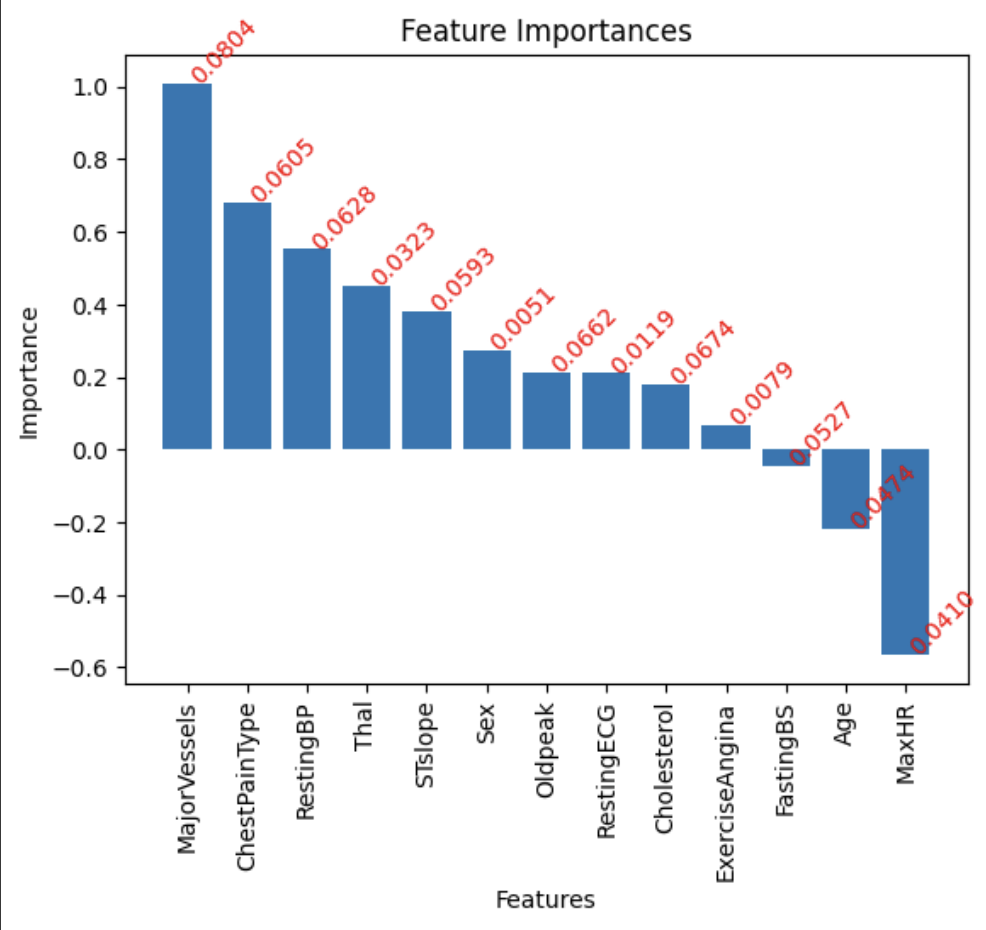 Feature Importances
Importance
1.0
0.8
0.6
0.4
0.2
0.0
−0.2
−0.4
−0.6
0.0804
0.0605
0.0628
0.0323
0.0593
0.0051
0.0662
0.0119
0.0674
0.0079
0.0527
0.0474
0.0410
MajorVessels
ChestPainType
RestingBP
Thal
STslope
Sex
Oldpeak
RestingECG
Cholesterol
ExerciseAngina
FastingBS
Age
MaxHR
Features